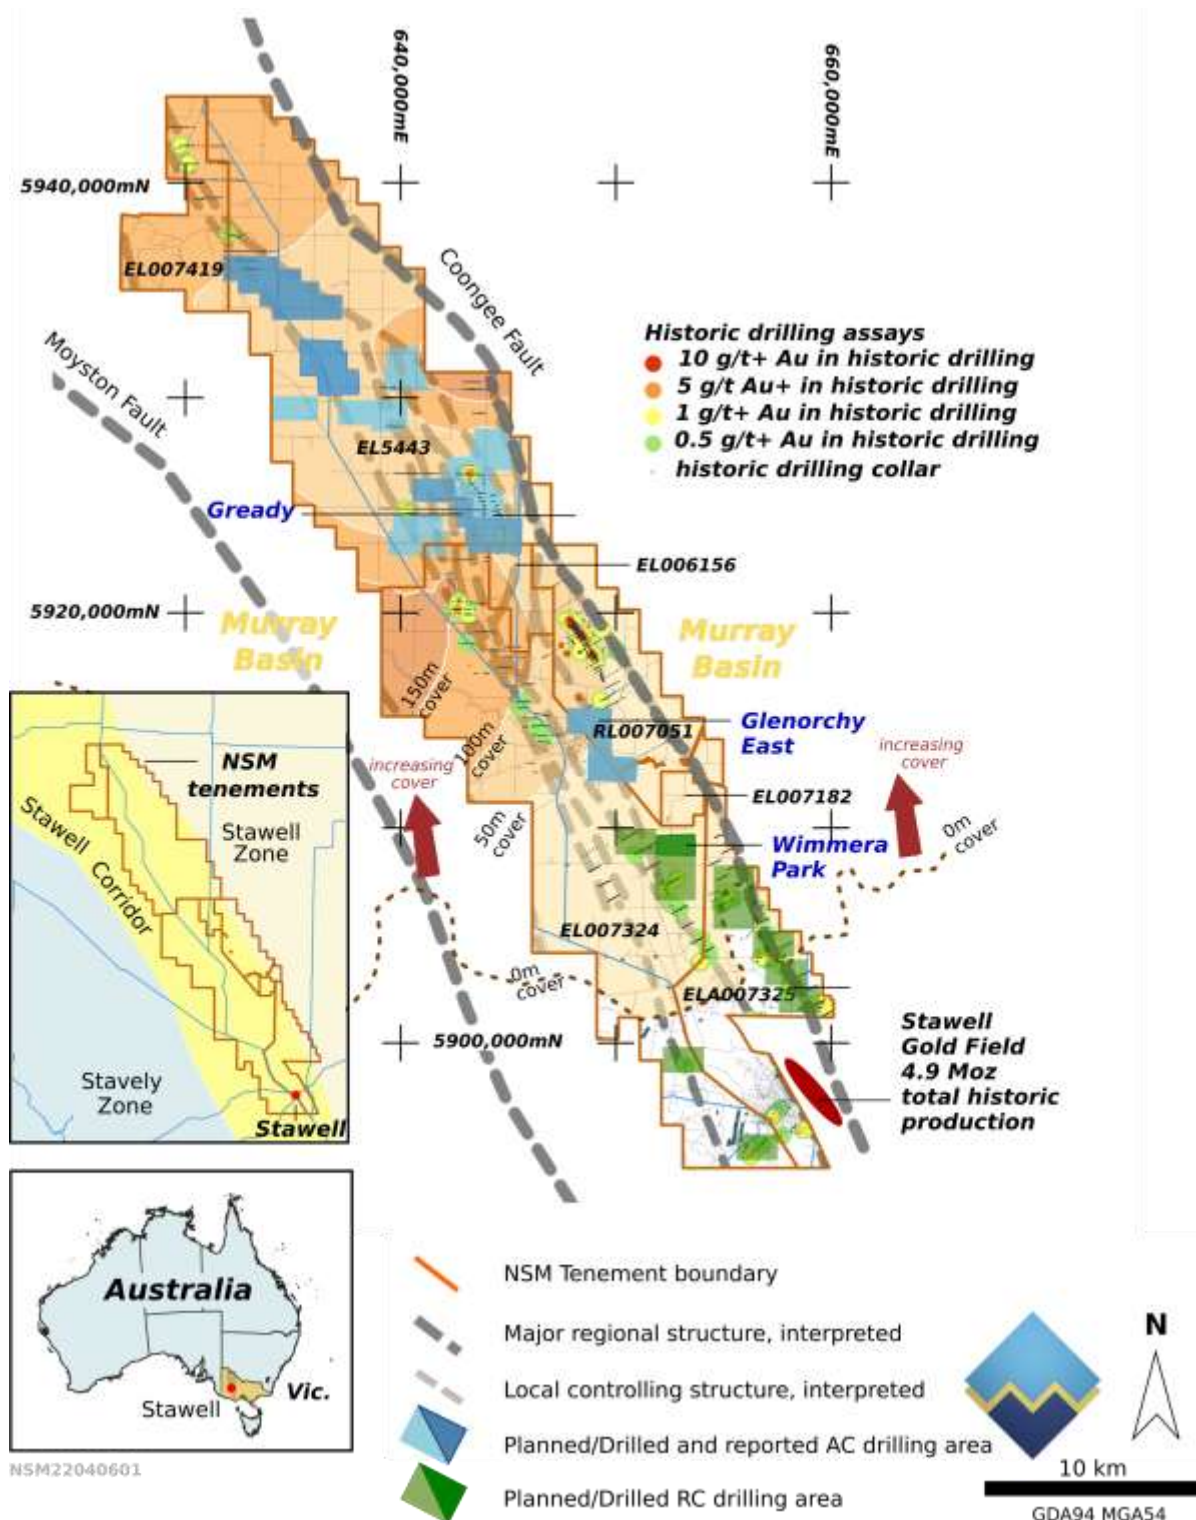 640,000mE
660,000mE
5940,000mN
EL007419
Coongee Fault
Moyston Fault
Historic drilling assays
10 g/t+ Au in historic drilling
5 g/t Au+ in historic drilling
1 g/t+ Au in historic drilling
0.5 g/t+ Au in historic drilling
historic drilling collar
EL5443
Gready
EL006156
5920,000mN
Murray
Basin
Murray
Basin
150m
cover
100m
cover
50m
cover
RL007051
Glenorchy
East
increasing
cover
increasing
cover
EL007182
0m
cover
Wimmera
Park
EL007324
0m
cover
ELA007325
5900,000mN
Stawell
Gold Field
4.9 Moz
total historic
production
NSM
tenements
Stawell
Zone
Stawell
Corridor
Stavely
Zone
Stawell
Australia
Vic.
Stawell
NSM22040601
NSM Tenement boundary
Major regional structure, interpreted
Local controlling structure, interpreted
Planned/Drilled and reported AC drilling area
Planned/Drilled RC drilling area
N
10 km
GDA94 MGA54